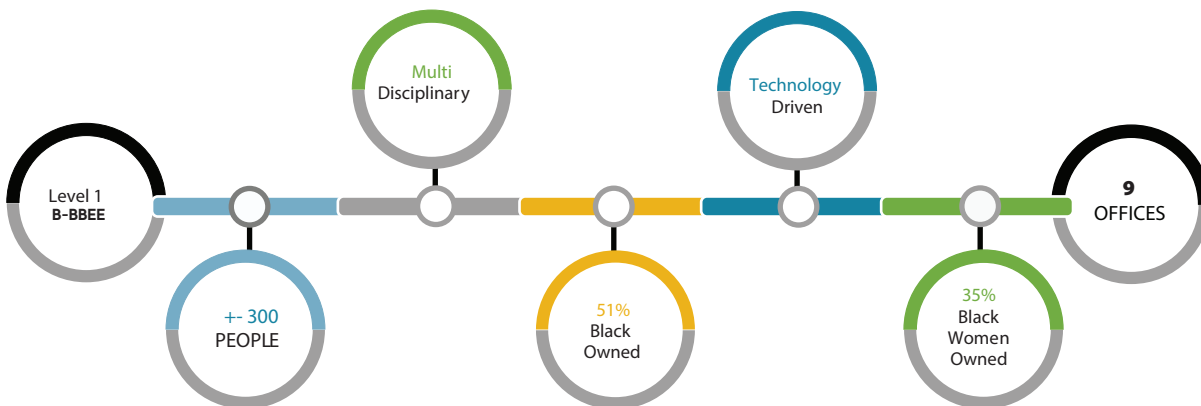 Level 1
B-BBEE
+- 300
PEOPLE
Multi
Disciplinary
51%
Black
Owned
Technology
Driven
35%
Black
Women
Owned
9
OFFICES